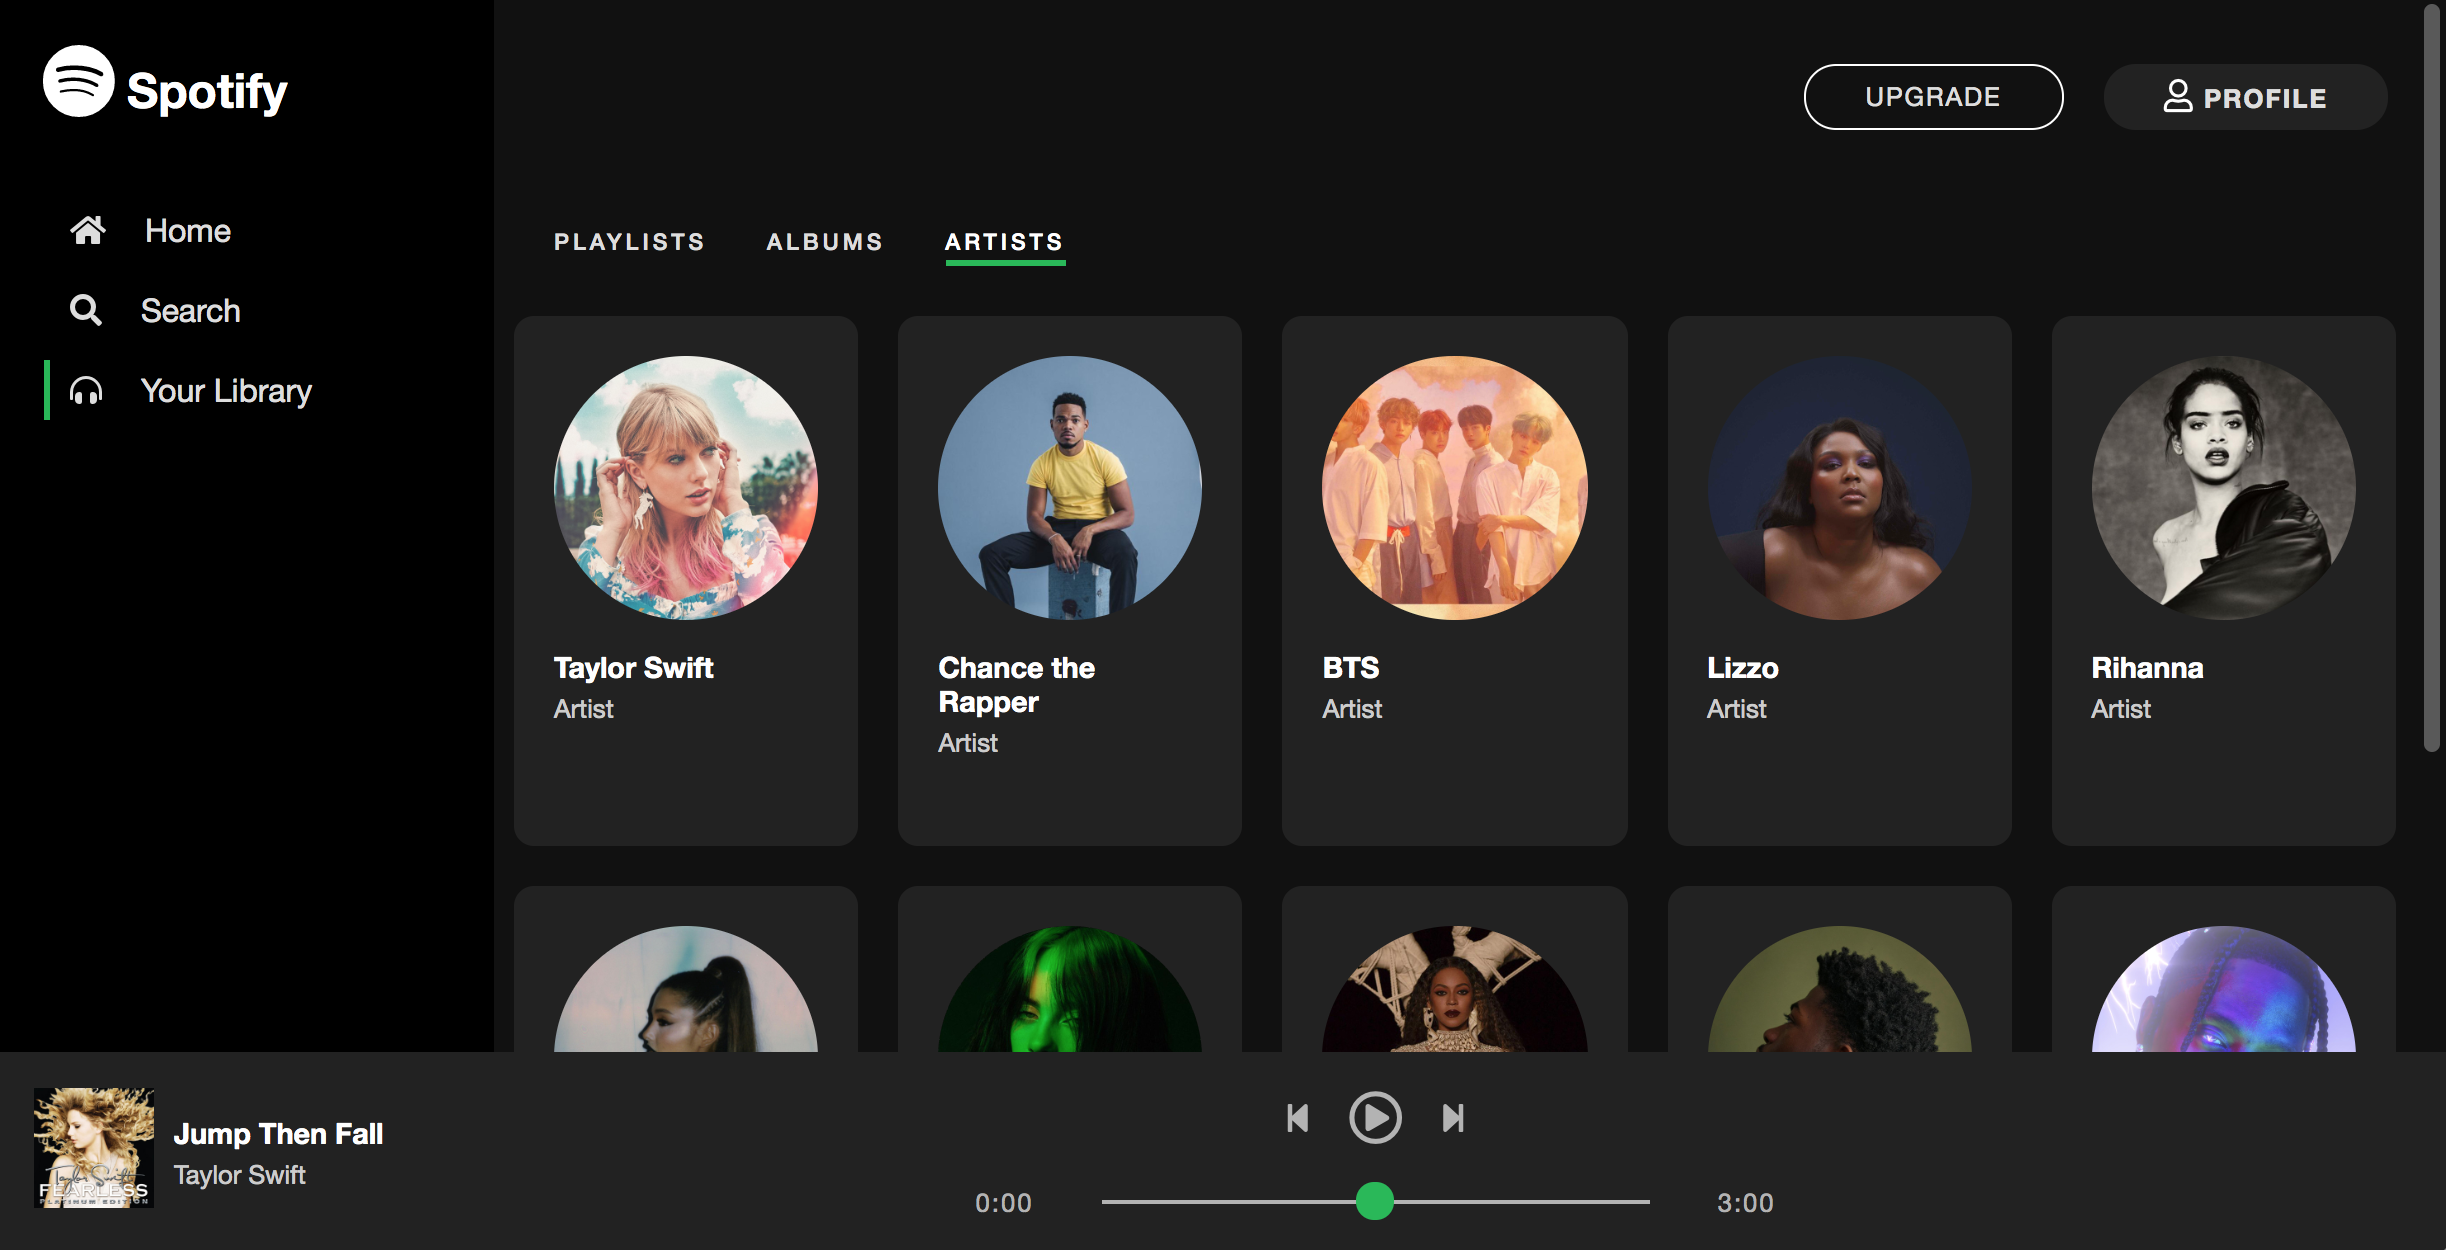 Spotify
UPGRADE
PROFILE
Home
Search
Your Library
PLAYLISTS
ALBUMS
ARTISTS
Taylor Swift
Artist
Chance the
Rapper
Artist
BTS
Artist
Lizzo
Artist
Rihanna
Artist
Taylor Swift
FEARLESS
PLATINUM EDITION
Jump Then Fall
Taylor Swift
0:00
3:00